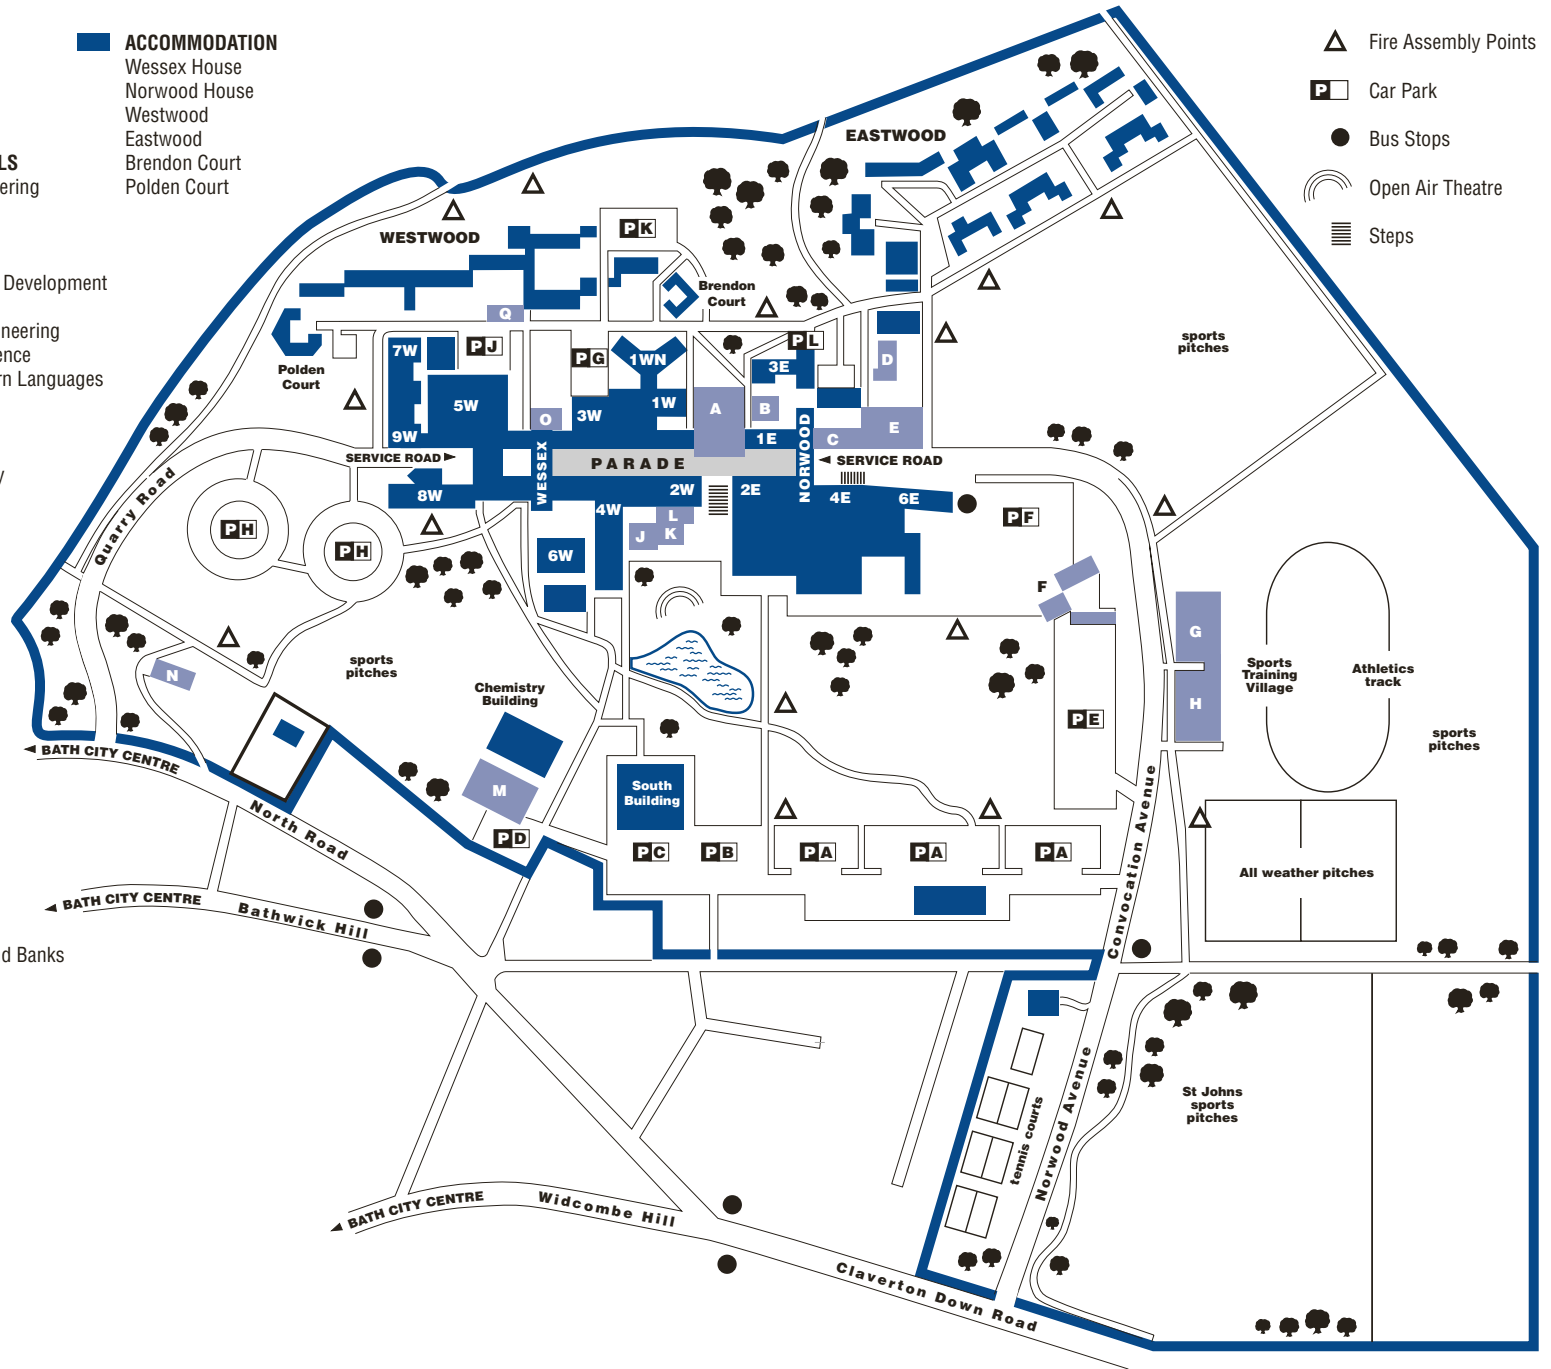 ACCOMMODATION
Wessex House
Norwood House
Westwood
Eastwood
Brendon Court
Polden Court
LS
ering
Development
neering
ence
rn Languages
y
d Banks
Fire Assembly Points
P Car Park
Bus Stops
Open Air Theatre
Steps
EASTWOOD
WESTWOOD
PK
Brendon
Court
Q
PJ
PG
PL
7W
1WN
3E
D
Polden
Court
5W
1W
O
3W
A
B
E
9W
1E
C
SERVICE ROAD
WESSEX
PARADE
NORWOOD
SERVICE ROAD
8W
2W
2E
4E
6E
4W
L
K
J
6W
PF
PH
PH
Quarry Road
F
G
H
Sports
Training
Village
Athletics
track
sports
pitches
sports
pitches
sports
pitches
N
Chemistry
Building
M
PE
South
Building
PD
PC
PB
PA
PA
PA
All weather pitches
BATH CITY CENTRE
North Road
BATH CITY CENTRE
Bathwick Hill
Convocation Avenue
Norwood Avenue
tennis courts
St Johns
sports
pitches
BATH CITY CENTRE
Widcombe Hill
Claverton Down Road